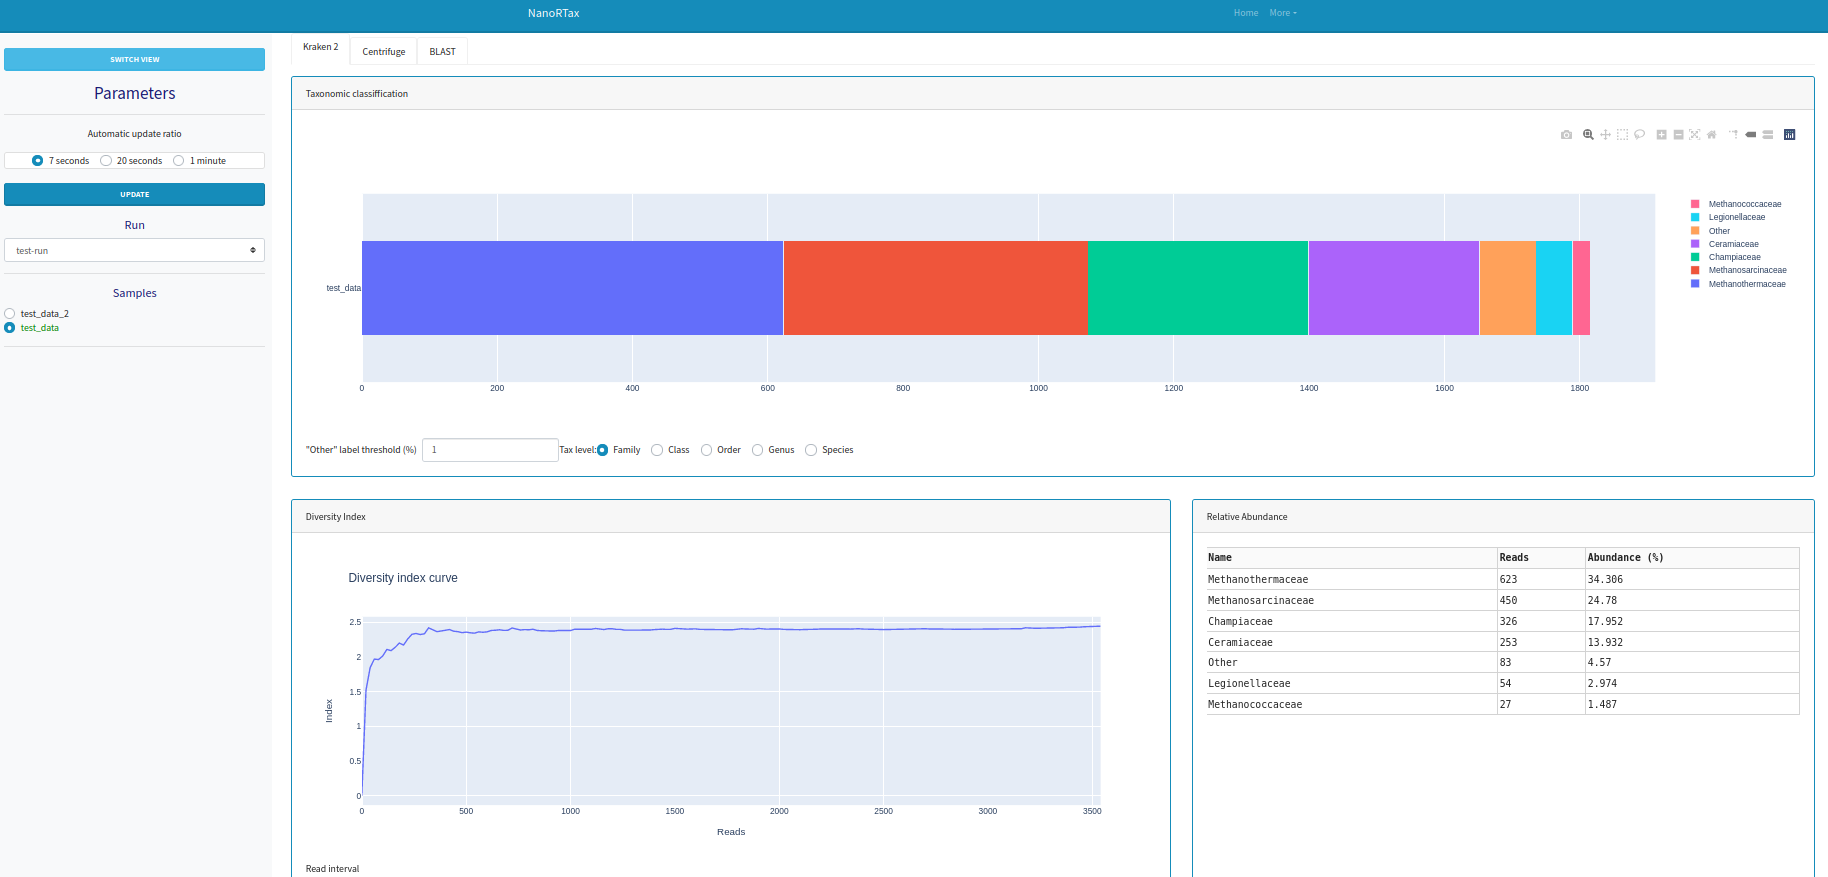 NanoRTax
Home More
SWITCH VIEW
Parameters
Automatic update ratio
7 seconds 20 seconds 1 minute
UPDATE
Run
test-run
Samples
test_data_2
test_data
Kraken 2 Centrifuge BLAST
Taxonomic classiffication
test_data
0 200 400 600 800 1000 1200 1400 1600 1800
Methanococcaceae
Legionellaceae
Other
Ceramiaceae
Champiaceae
Methanosarcinaceae
Methanothermaceae
"Other" label threshold (%) 1 Tax level: Family Class Order Genus Species
Diversity Index
Diversity index curve
2.5
2
1.5
1
0.5
0
Index
0 500 1000 1500 2000 2500 3000 3500
Reads
Read interval
Relative Abundance
Name Reads Abundance (%)
Methanothermaceae 623 34.306
Methanosarcinaceae 450 24.78
Champiaceae 326 17.952
Ceramiaceae 253 13.932
Other 83 4.57
Legionellaceae 54 2.974
Methanococcaceae 27 1.487